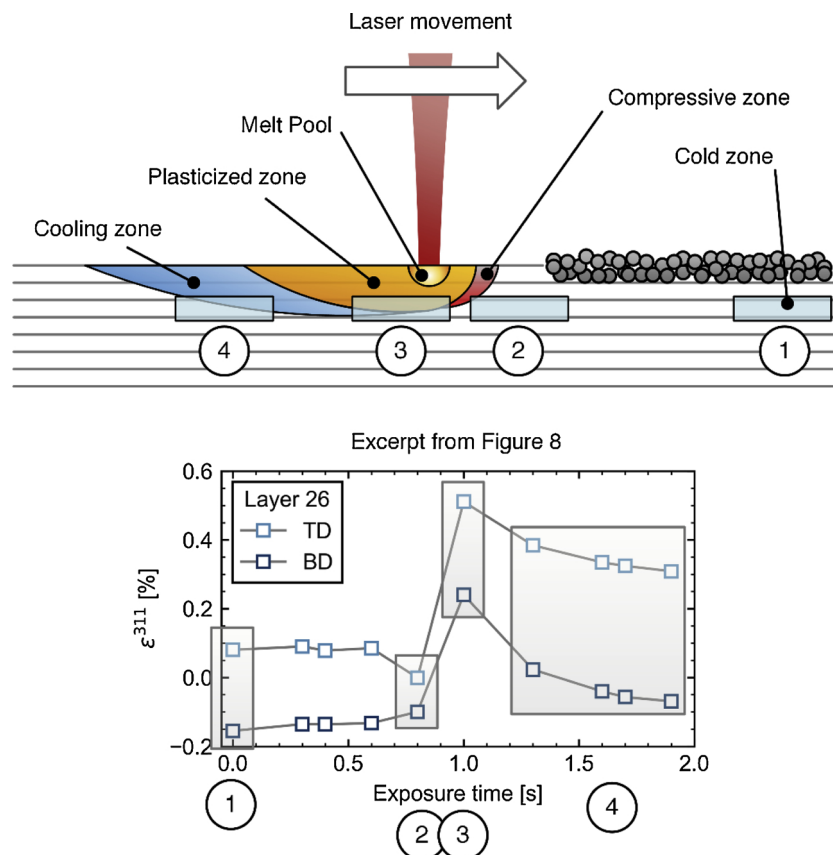 Laser movement
Compressive zone
Melt Pool
Cold zone
Plasticized zone
Cooling zone
4 3 2 1
Excerpt from Figure 8
0.6
Layer 26
TD
BD
0.4
0.2
0.0
−0.2
ε³¹¹ [%]
0.0 0.5 1.0 1.5 2.0
Exposure time [s]
1 2 3 4